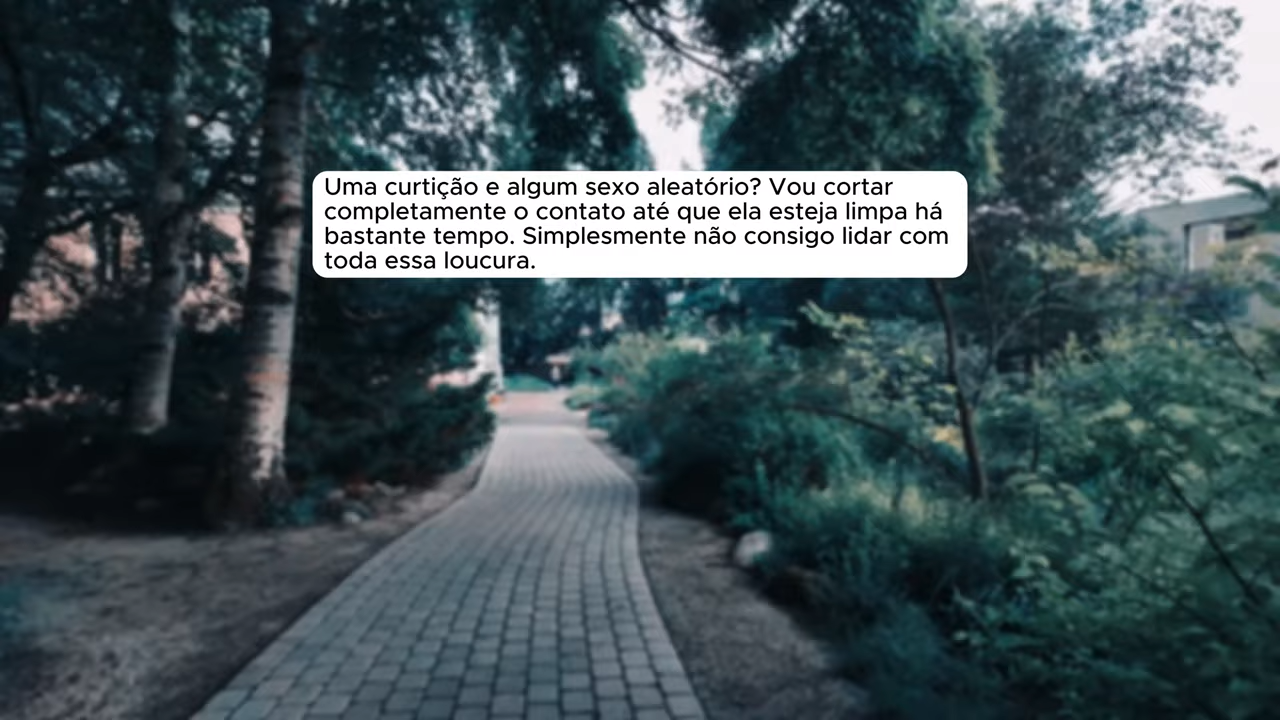 Uma curtição e algum sexo aleatório? Vou cortar
completamente o contato até que ela esteja limpa há
bastante tempo. Simplesmente não consigo lidar com
toda essa loucura.